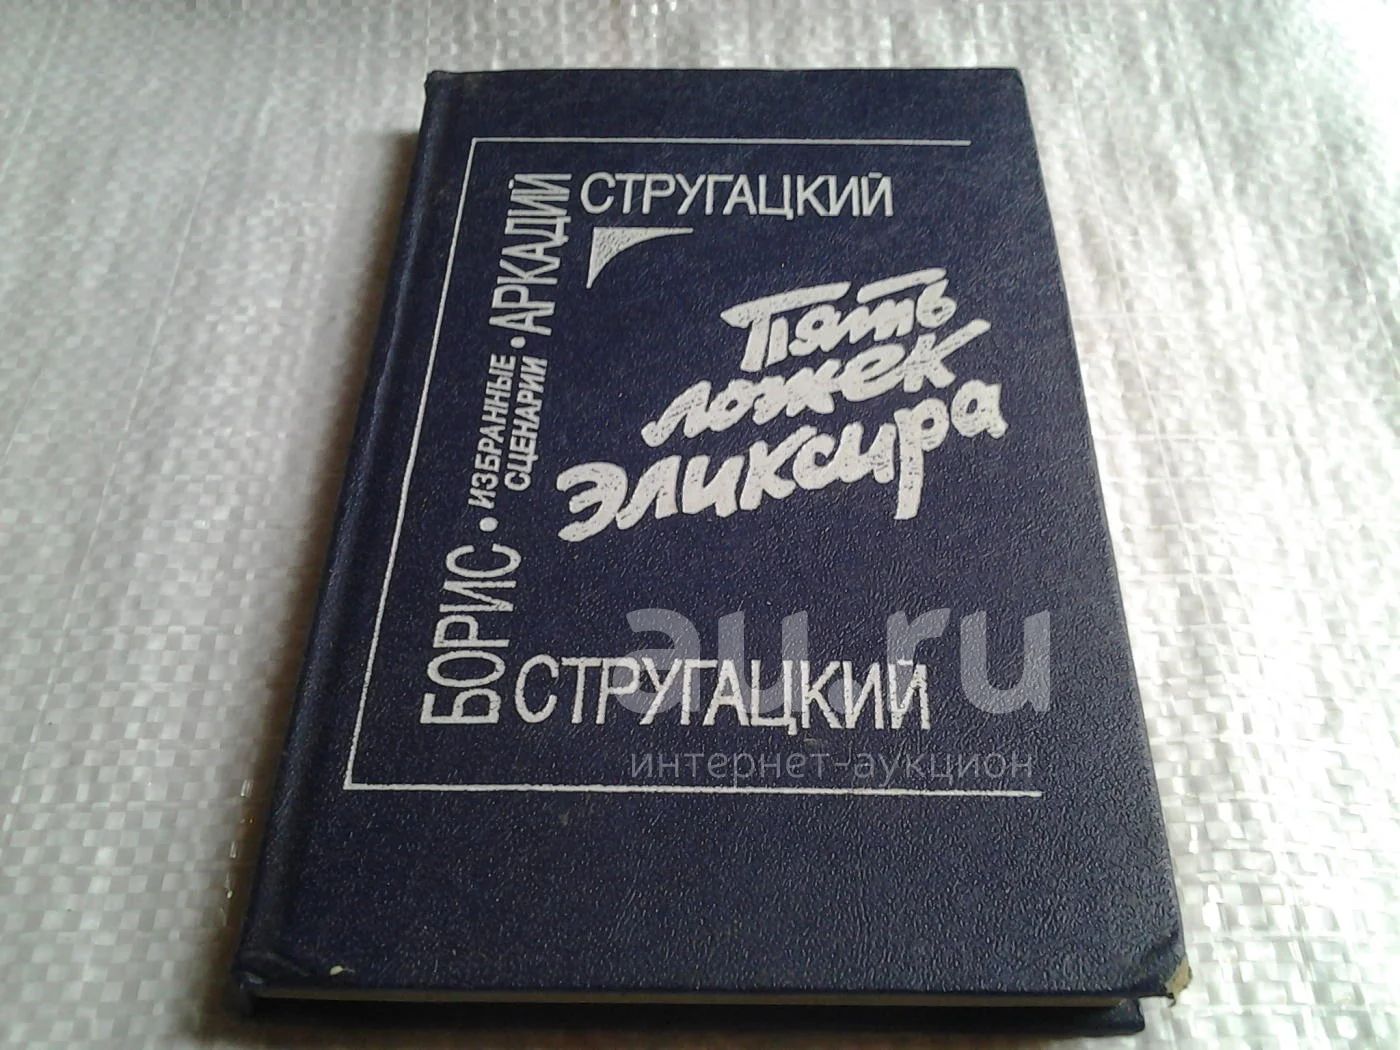 АРКАДИЙ
СТРУГАЦКИЙ
ИЗБРАННЫЕ
СЦЕНАРИИ
Пять
ложек
эликсира
БОРИС
СТРУГАЦКИЙ
au.ru
интернет-аукцион